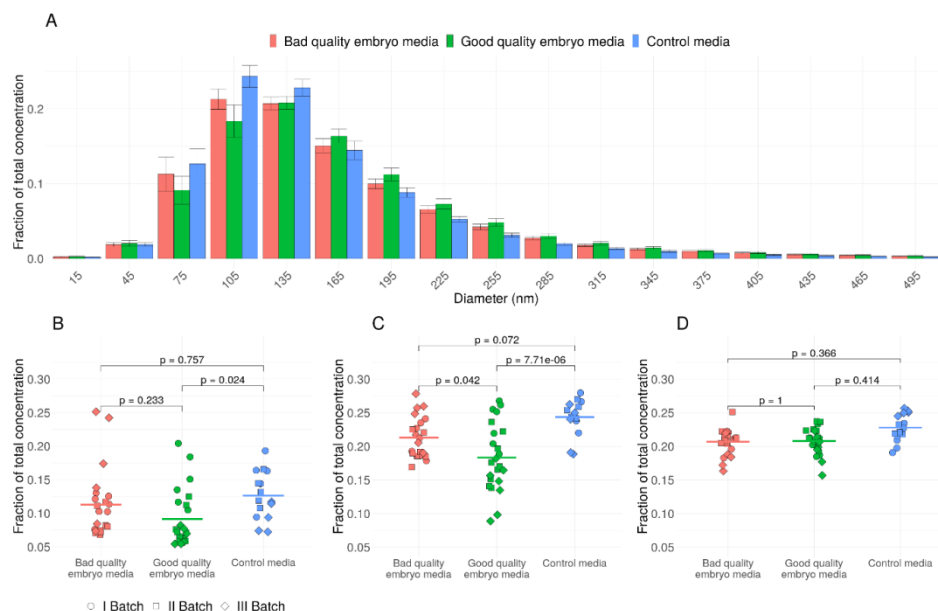 A
Bad quality embryo media Good quality embryo media Control media
Fraction of total concentration
0.2
0.1
0.0
15 45 75 105 135 165 195 225 255 285 315 345 375 405 435 465 495
Diameter (nm)
B
p = 0.757
p = 0.024
p = 0.233
Fraction of total concentration
0.30
0.25
0.20
0.15
0.10
0.05
Bad quality embryo media
Good quality embryo media
Control media
C
p = 0.072
p = 7.71e-06
p = 0.042
Fraction of total concentration
0.30
0.25
0.20
0.15
0.10
0.05
Bad quality embryo media
Good quality embryo media
Control media
D
p = 0.366
p = 0.414
p = 1
Fraction of total concentration
0.30
0.25
0.20
0.15
0.10
0.05
Bad quality embryo media
Good quality embryo media
Control media
I Batch II Batch III Batch